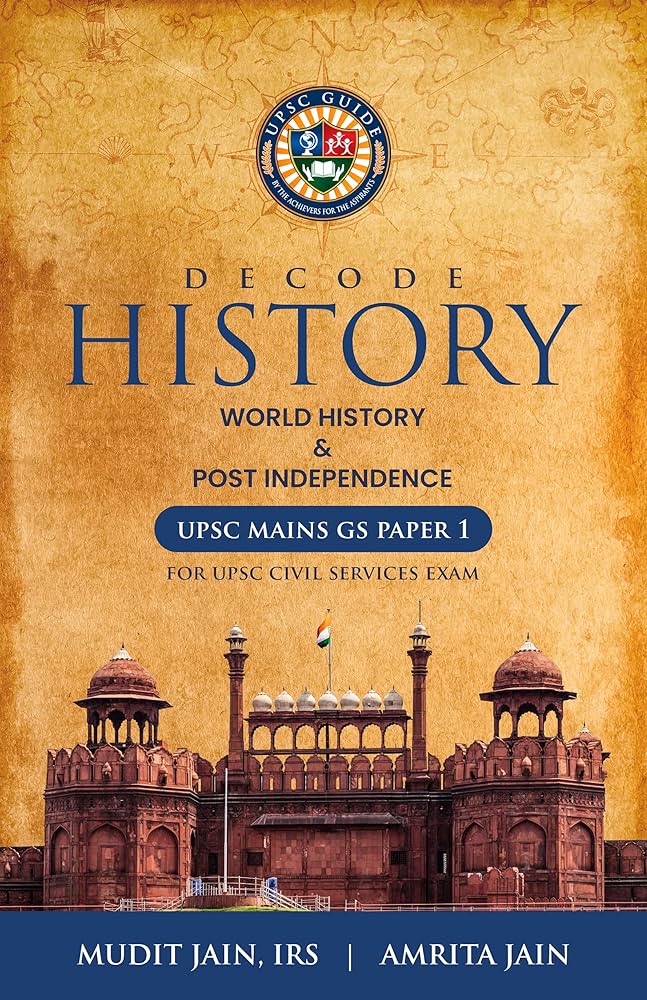 W
N
E
UPSC GUIDE
BY THE ACHIEVERS FOR THE ASPIRANTS
DECODE
HISTORY
WORLD HISTORY
&
POST INDEPENDENCE
UPSC MAINS GS PAPER 1
FOR UPSC CIVIL SERVICES EXAM
MUDIT JAIN, IRS | AMRITA JAIN